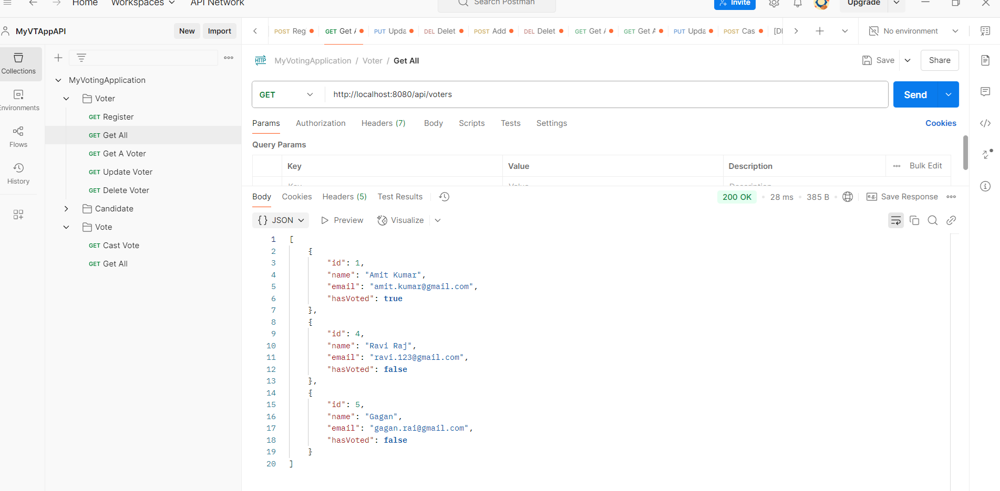 Home Workspaces API Network Search Postman Invite Upgrade
MyVTAppAPI New Import
POST Reg GET Get A PUT Upda DEL Delet POST Add DEL Delet GET Get A GET Get A PUT Upda POST Cas No environment
Collections
Environments
Flows
History
MyVotingApplication
Voter
GET Register
GET Get All
GET Get A Voter
GET Update Voter
GET Delete Voter
Candidate
Vote
GET Cast Vote
GET Get All
HTTP MyVotingApplication / Voter / Get All Save Share
GET http://localhost:8080/api/voters Send
Params Authorization Headers (7) Body Scripts Tests Settings Cookies
Query Params
Key Value Description Bulk Edit
Key Value Description
Body Cookies Headers (5) Test Results 200 OK • 28 ms • 385 B • e.g. Save Response
{} JSON Preview Visualize
1 [
2 {
3 "id": 1,
4 "name": "Amit Kumar",
5 "email": "amit.kumar@gmail.com",
6 "hasVoted": true
7 },
8 {
9 "id": 4,
10 "name": "Ravi Raj",
11 "email": "ravi.123@gmail.com",
12 "hasVoted": false
13 },
14 {
15 "id": 5,
16 "name": "Gagan",
17 "email": "gagan.rai@gmail.com",
18 "hasVoted": false
19 }
20 ]